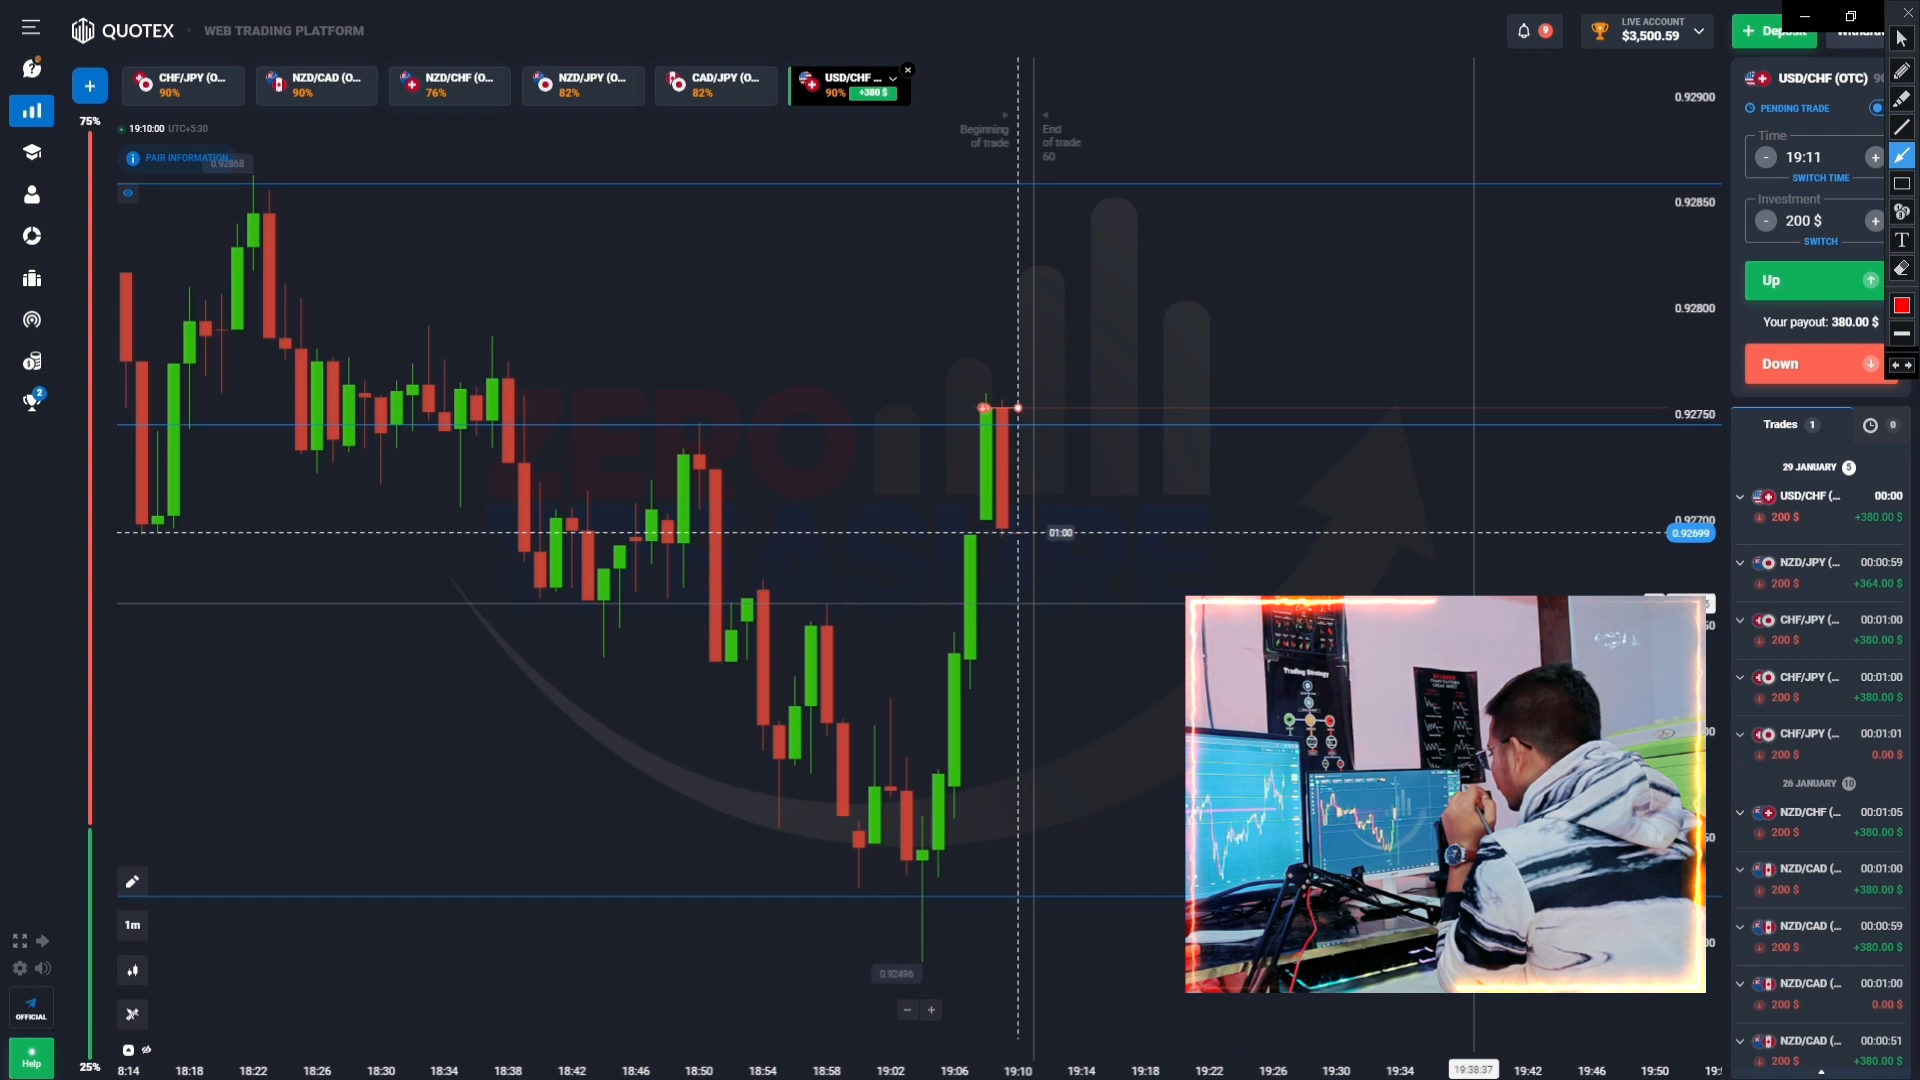 QUOTEX
WEB TRADING PLATFORM
9
LIVE ACCOUNT
$3,500.59
CHF/JPY (O...
90%
NZD/CAD (O...
90%
NZD/CHF (O...
76%
NZD/JPY (O...
82%
CAD/JPY (O...
82%
USD/CHF ...
90%
+380 $
75%
19:10:00 UTC+5:30
PAIR INFORMATION
0.92868
Beginning
of trade
End
of trade
60
0.92900
0.92850
0.92800
0.92750
0.92700
0.92699
01:00
ZERO
0.92496
Trading Strategy
USD/CHF (OTC)
PENDING TRADE
Time
- 19:11 +
SWITCH TIME
Investment
- 200 $ +
SWITCH
Up
Your payout: 380.00 $
Down
Trades 1
0
29 JANUARY 5
USD/CHF (... 00:00
200 $ +380.00 $
NZD/JPY (... 00:00:59
200 $ +364.00 $
CHF/JPY (... 00:01:00
200 $ +380.00 $
CHF/JPY (... 00:01:00
200 $ +380.00 $
CHF/JPY (... 00:01:01
200 $ 0.00 $
26 JANUARY 10
NZD/CHF (... 00:01:05
200 $ +380.00 $
NZD/CAD (... 00:01:00
200 $ +380.00 $
NZD/CAD (... 00:00:59
200 $ +380.00 $
NZD/CAD (... 00:01:00
200 $ 0.00 $
NZD/CAD (... 00:00:51
200 $ +380.00 $
2
1m
OFFICIAL
Help
25%
8:14 18:18 18:22 18:26 18:30 18:34 18:38 18:42 18:46 18:50 18:54 18:58 19:02 19:06 19:10 19:14 19:18 19:22 19:26 19:30 19:34 19:38:37 19:42 19:46 19:50